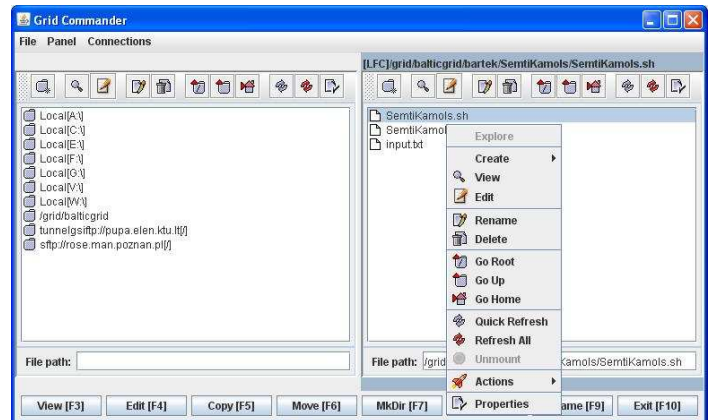 Grid Commander
File Panel Connections
[LFC]/grid/balticgrid/bartek/SemtiKamols/SemtiKamols.sh
Local[A:\]
Local[C:\]
Local[E:\]
Local[F:\]
Local[G:\]
Local[V:\]
Local[W:\]
/grid/balticgrid
tunnelgsiftp://pupa.elen.ktu.lt[/]
sftp://rose.man.poznan.pl[/]
File path:
SemtiKamols.sh
SemtiKamol
input.txt
Explore
Create
View
Edit
Rename
Delete
Go Root
Go Up
Go Home
Quick Refresh
Refresh All
Unmount
Actions
Properties
File path: /grid
Kamols/SemtiKamols.sh
View [F3] Edit [F4] Copy [F5] Move [F6] MkDir [F7] ame [F9] Exit [F10]